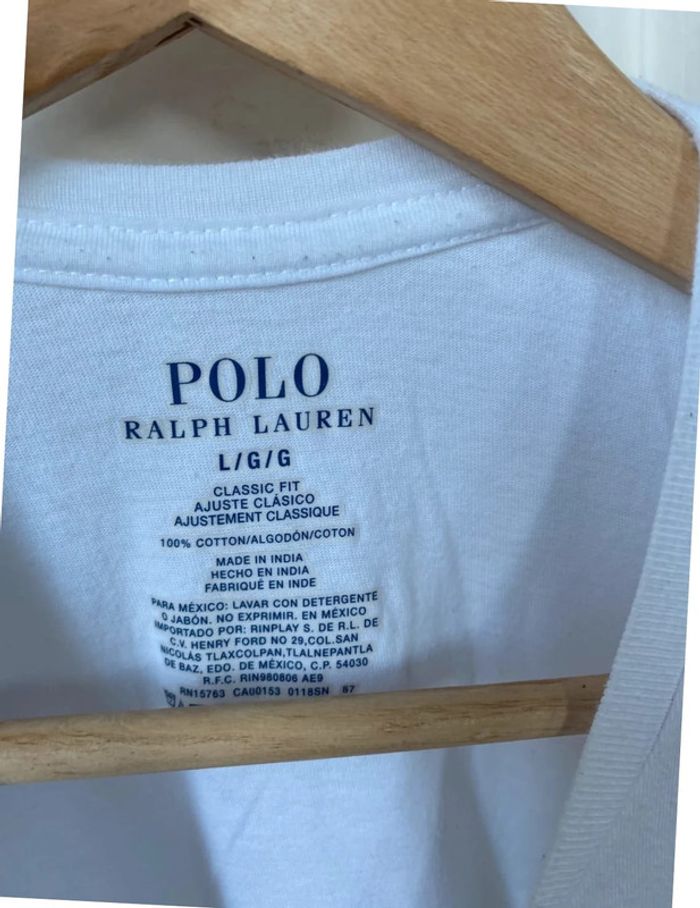 POLO
RALPH LAUREN
L/G/G
CLASSIC FIT
AJUSTE CLÁSICO
AJUSTEMENT CLASSIQUE
100% COTTON/ALGODÓN/COTON
MADE IN INDIA
HECHO EN INDIA
FABRIQUÉ EN INDE
PARA MÉXICO: LAVAR CON DETERGENTE
O JABÓN. NO EXPRIMIR. EN MÉXICO
IMPORTADO POR: RINPLAY S. DE R.L. DE
C.V. HENRY FORD NO 29,COL.SAN
NICOLÁS TLAXCOLPAN,TLALNEPANTLA
DE BAZ, EDO. DE MÉXICO, C.P. 54030
R.F.C. RIN980806 AE9
RN15763 CA00153 0118SN 87